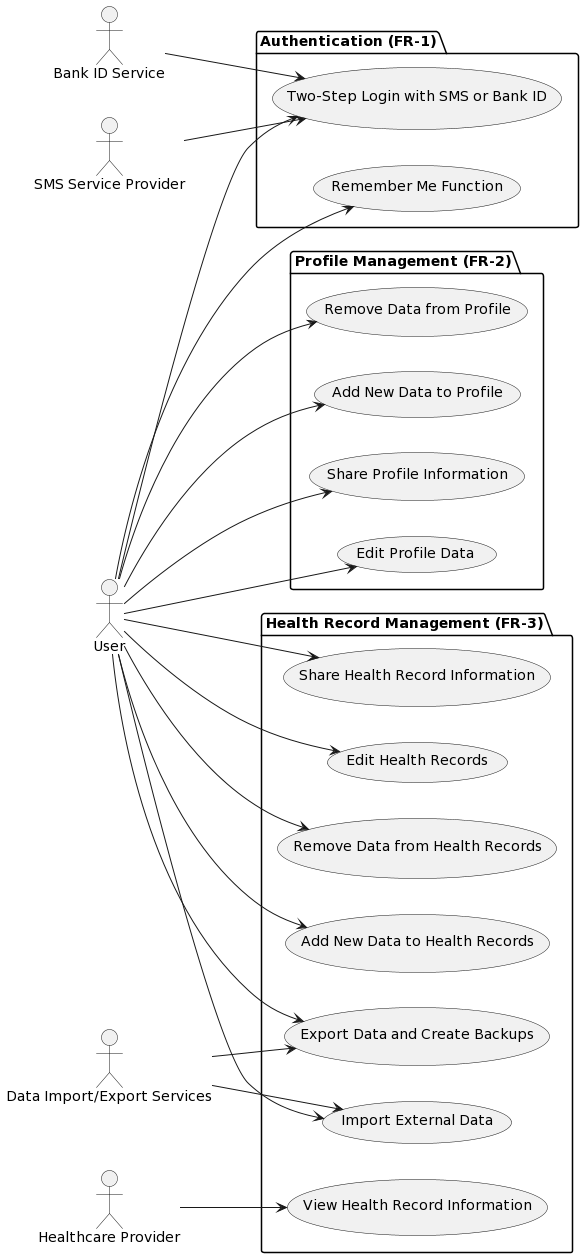 Authentication (FR-1)
Bank ID Service
Two-Step Login with SMS or Bank ID
SMS Service Provider
Remember Me Function
Profile Management (FR-2)
Remove Data from Profile
Add New Data to Profile
Share Profile Information
Edit Profile Data
User
Health Record Management (FR-3)
Share Health Record Information
Edit Health Records
Remove Data from Health Records
Add New Data to Health Records
Export Data and Create Backups
Data Import/Export Services
Import External Data
View Health Record Information
Healthcare Provider